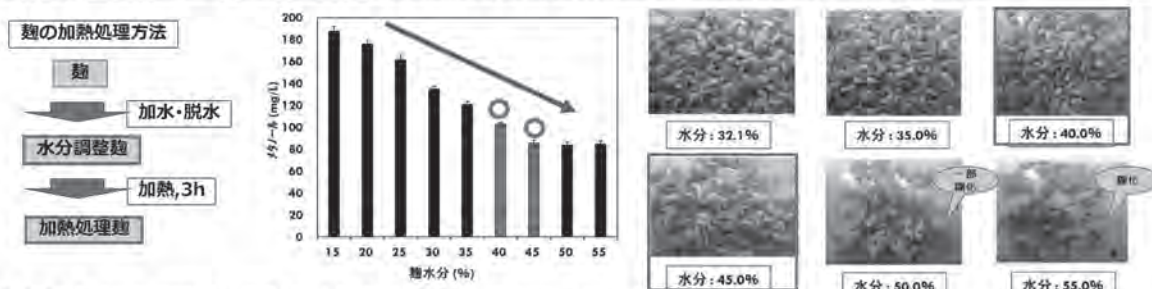 麹の加熱処理方法
麹
加水・脱水
水分調整麹
加熱,3h
加熱処理麹
メタノール (mg/L)
200
180
160
140
120
100
80
60
40
20
0
15 20 25 30 35 40 45 50 55
麹水分 (%)
水分 : 32.1%
水分 : 35.0%
水分 : 40.0%
水分 : 45.0%
一部
糊化
水分 : 50.0%
糊化
水分 : 55.0%